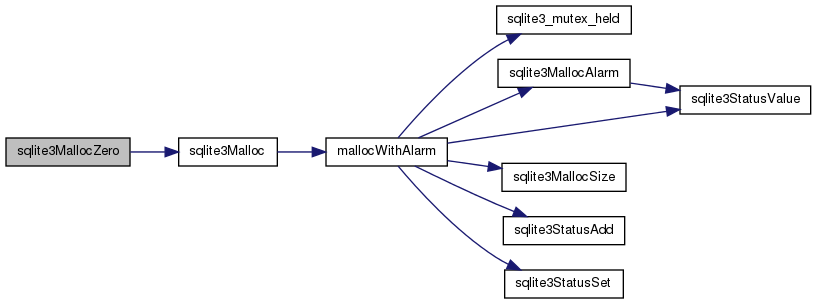 sqlite3MallocZero
sqlite3Malloc
mallocWithAlarm
sqlite3_mutex_held
sqlite3MallocAlarm
sqlite3StatusValue
sqlite3MallocSize
sqlite3StatusAdd
sqlite3StatusSet